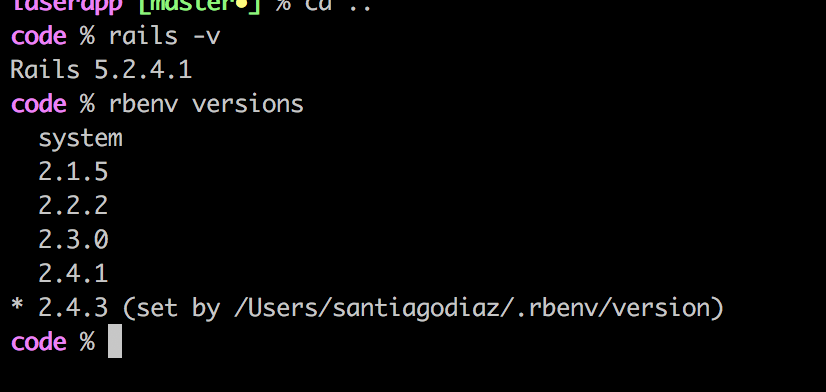 laserapp [master●] % cd ..
code % rails -v
Rails 5.2.4.1
code % rbenv versions
  system
  2.1.5
  2.2.2
  2.3.0
  2.4.1
* 2.4.3 (set by /Users/santiagodiaz/.rbenv/version)
code %